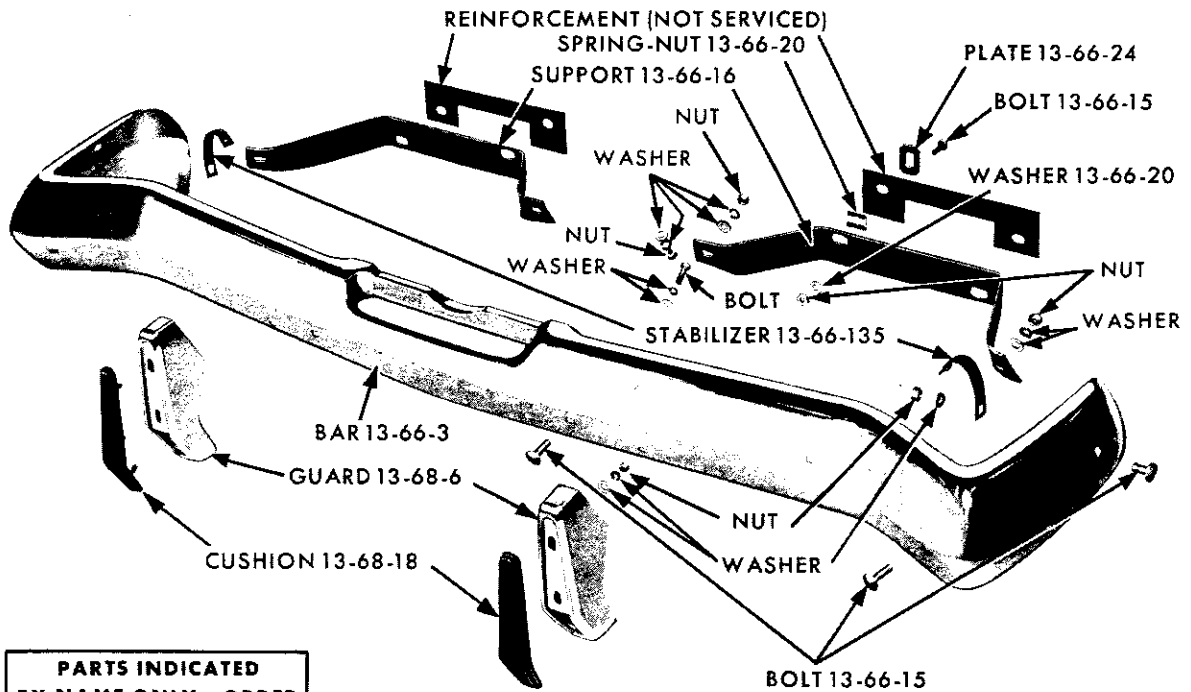 REINFORCEMENT (NOT SERVICED)
SPRING-NUT 13-66-20
PLATE 13-66-24
SUPPORT 13-66-16
BOLT 13-66-15
NUT
WASHER
WASHER 13-66-20
NUT
WASHER
NUT
BOLT
WASHER
STABILIZER 13-66-135
BAR 13-66-3
GUARD 13-68-6
NUT
WASHER
CUSHION 13-68-18
BOLT 13-66-15
PARTS INDICATED